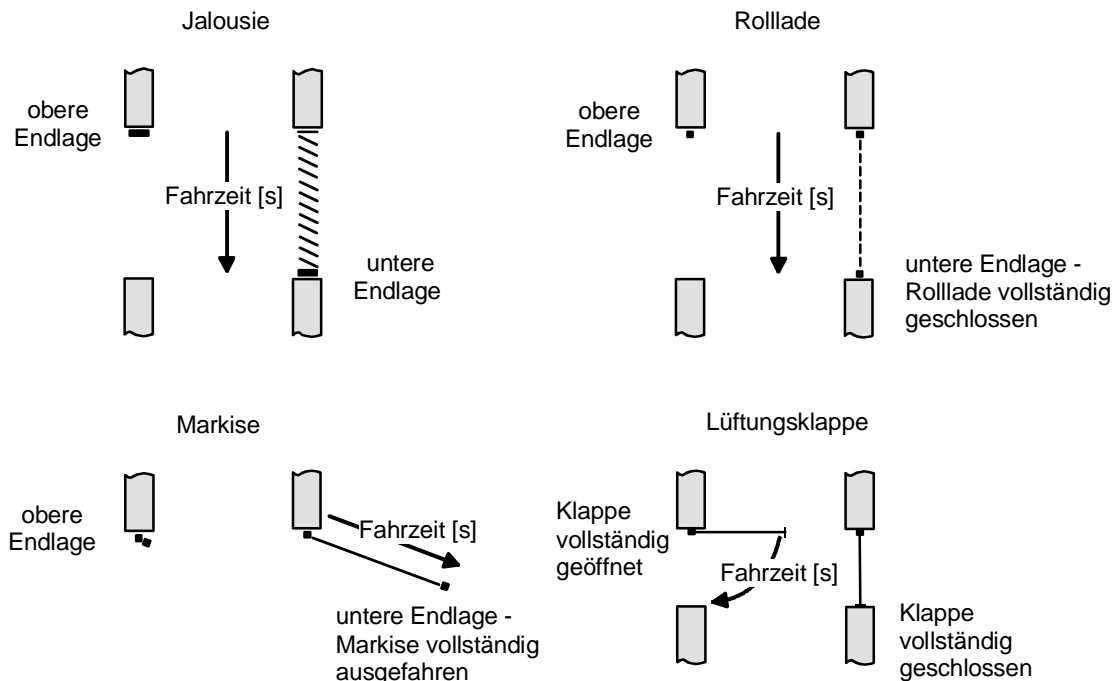 Jalousie
obere
Endlage
Fahrzeit [s]
untere
Endlage
Rolllade
obere
Endlage
Fahrzeit [s]
untere Endlage -
Rolllade vollständig
geschlossen
Markise
obere
Endlage
Fahrzeit [s]
untere Endlage -
Markise vollständig
ausgefahren
Lüftungsklappe
Klappe
vollständig
geöffnet
Fahrzeit [s]
Klappe
vollständig
geschlossen